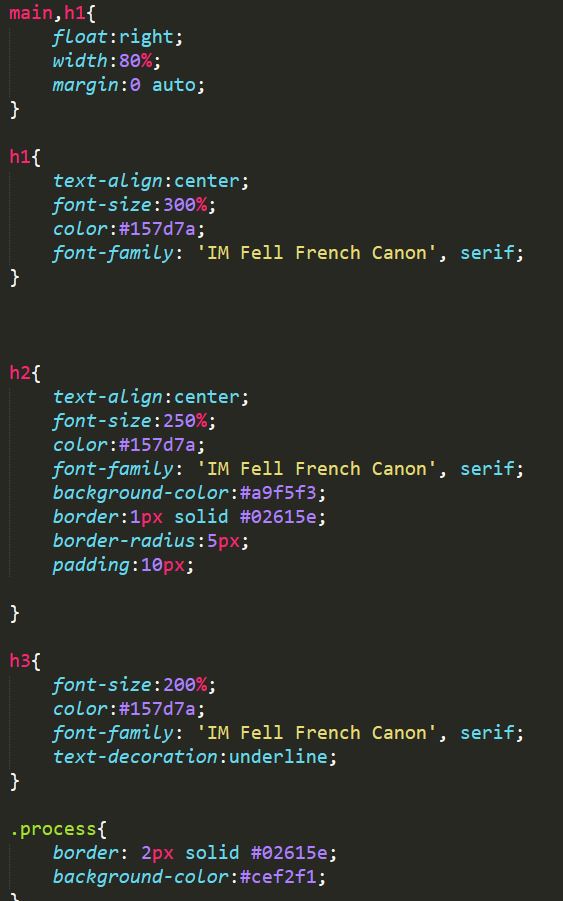 main,h1{
float:right;
width:80%;
margin:0 auto;
}
h1{
text-align:center;
font-size:300%;
color:#157d7a;
font-family: 'IM Fell French Canon', serif;
}
h2{
text-align:center;
font-size:250%;
color:#157d7a;
font-family: 'IM Fell French Canon', serif;
background-color:#a9f5f3;
border:1px solid #02615e;
border-radius:5px;
padding:10px;
}
h3{
font-size:200%;
color:#157d7a;
font-family: 'IM Fell French Canon', serif;
text-decoration:underline;
}
.process{
border: 2px solid #02615e;
background-color:#cef2f1;
}